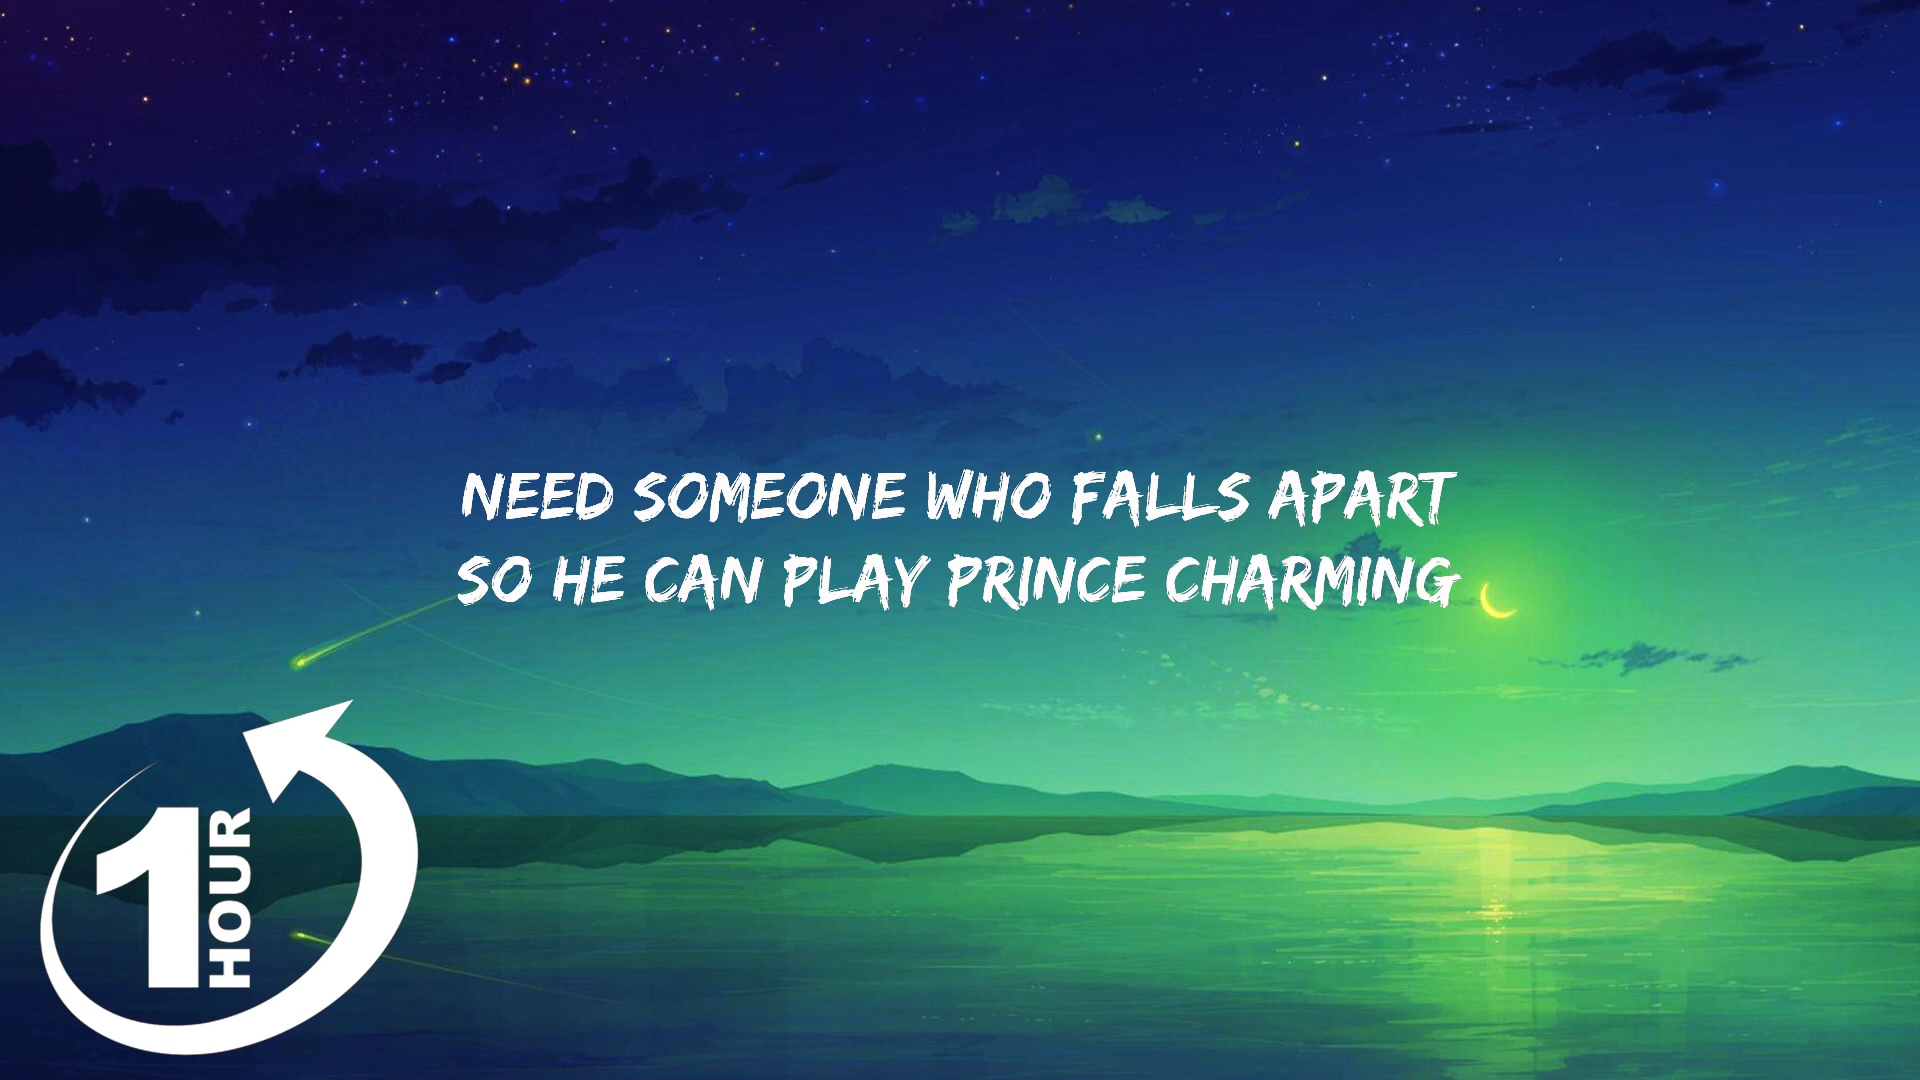 NEED SOMEONE WHO FALLS APART
SO HE CAN PLAY PRINCE CHARMING
1 HOUR